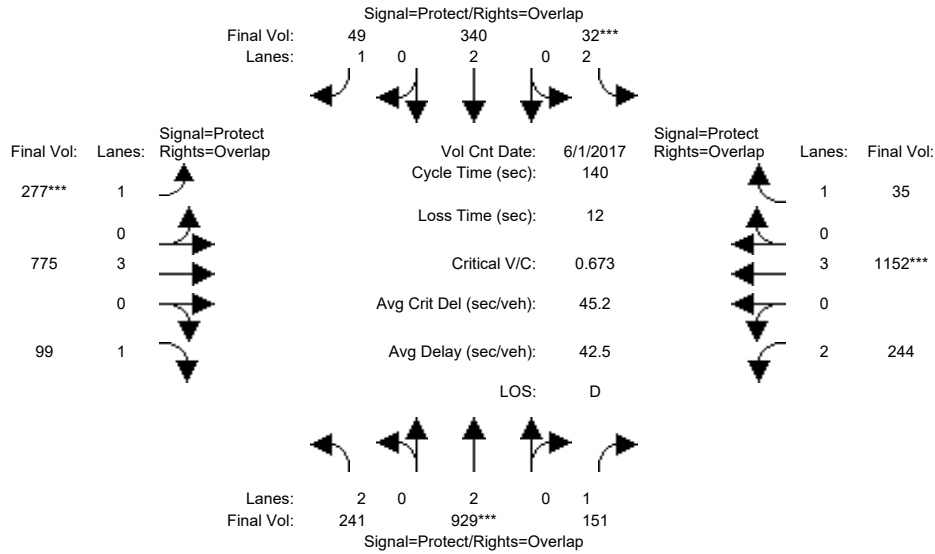 Signal=Protect/Rights=Overlap
Final Vol: 49 340 32***
Lanes: 1 0 2 0 2
Signal=Protect
Final Vol: Lanes: Rights=Overlap
Vol Cnt Date: 6/1/2017
Signal=Protect
Rights=Overlap Lanes: Final Vol:
Cycle Time (sec): 140
277*** 1
1 35
Loss Time (sec): 12
0
0
775 3
Critical V/C: 0.673
3 1152***
0
Avg Crit Del (sec/veh): 45.2
0
99 1
Avg Delay (sec/veh): 42.5
2 244
LOS: D
Lanes: 2 0 2 0 1
Final Vol: 241 929*** 151
Signal=Protect/Rights=Overlap